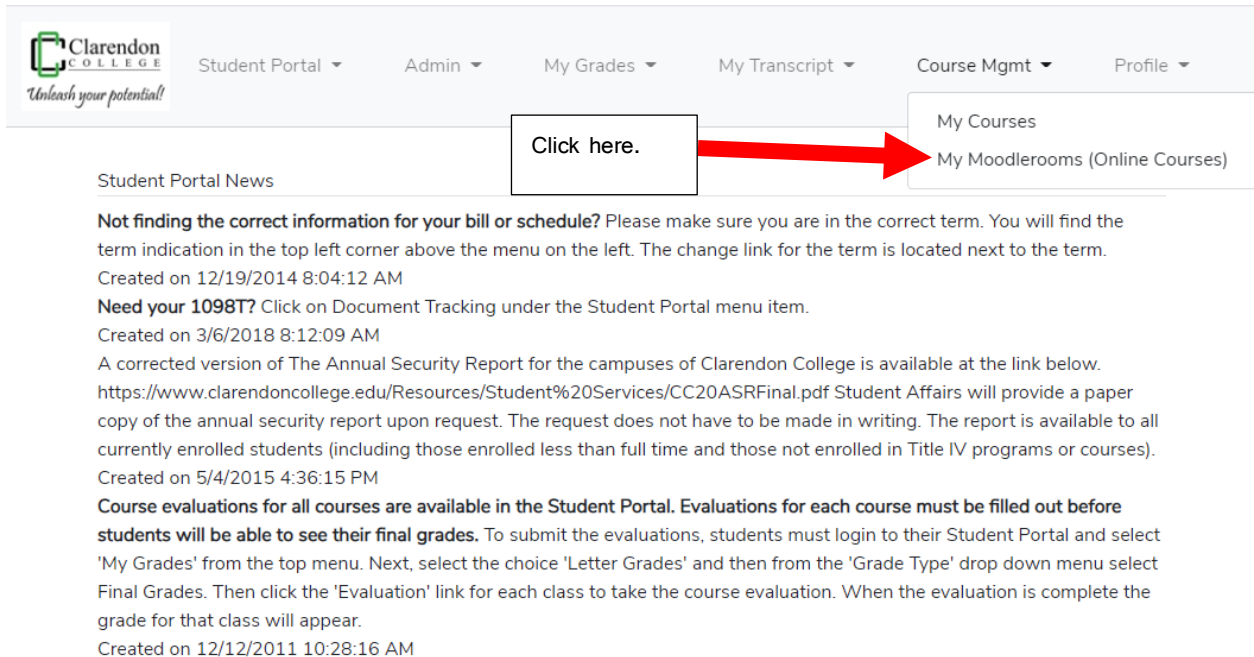 Clarendon
COLLEGE
Unleash your potential!
Student Portal
Admin
My Grades
My Transcript
Course Mgmt
Profile
My Courses
My Moodlerooms (Online Courses)
Click here.
Student Portal News
Not finding the correct information for your bill or schedule? Please make sure you are in the correct term. You will find the
term indication in the top left corner above the menu on the left. The change link for the term is located next to the term.
Created on 12/19/2014 8:04:12 AM
Need your 1098T? Click on Document Tracking under the Student Portal menu item.
Created on 3/6/2018 8:12:09 AM
A corrected version of The Annual Security Report for the campuses of Clarendon College is available at the link below.
https://www.clarendoncollege.edu/Resources/Student%20Services/CC20ASRFinal.pdf Student Affairs will provide a paper
copy of the annual security report upon request. The request does not have to be made in writing. The report is available to all
currently enrolled students (including those enrolled less than full time and those not enrolled in Title IV programs or courses).
Created on 5/4/2015 4:36:15 PM
Course evaluations for all courses are available in the Student Portal. Evaluations for each course must be filled out before
students will be able to see their final grades. To submit the evaluations, students must login to their Student Portal and select
'My Grades' from the top menu. Next, select the choice 'Letter Grades' and then from the 'Grade Type' drop down menu select
Final Grades. Then click the 'Evaluation' link for each class to take the course evaluation. When the evaluation is complete the
grade for that class will appear.
Created on 12/12/2011 10:28:16 AM